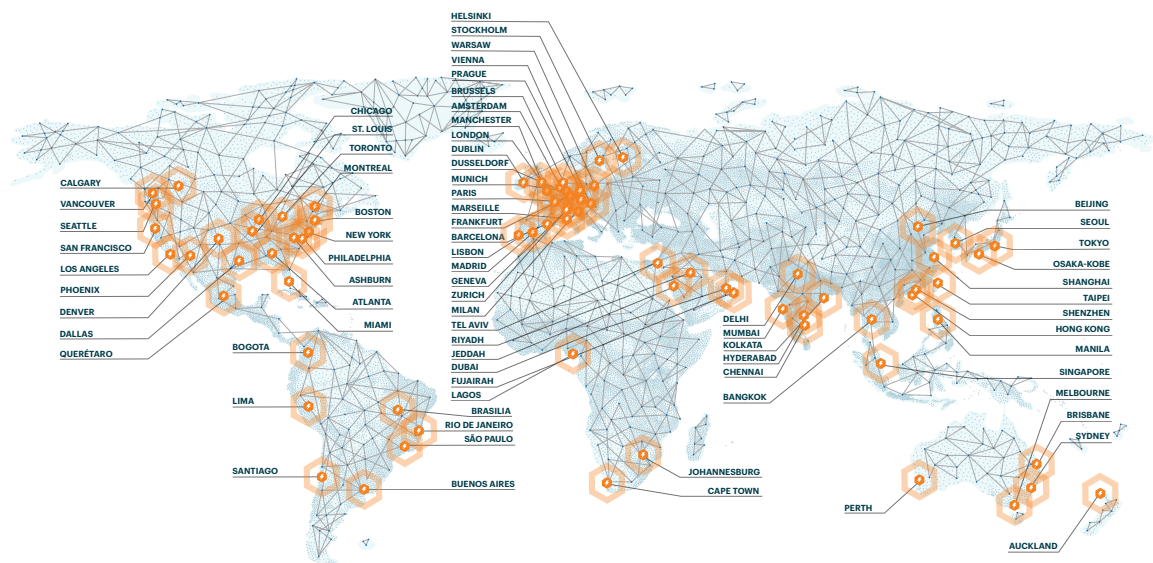 HELSINKI
STOCKHOLM
WARSAW
VIENNA
PRAGUE
BRUSSELS
AMSTERDAM
MANCHESTER
LONDON
DUBLIN
DUSSELDORF
MUNICH
PARIS
MARSEILLE
FRANKFURT
BARCELONA
LISBON
MADRID
GENEVA
ZURICH
MILAN
TEL AVIV
RIYADH
JEDDAH
DUBAI
FUJAIRAH
LAGOS
CHICAGO
ST. LOUIS
TORONTO
MONTREAL
BOSTON
NEW YORK
PHILADELPHIA
ASHBURN
ATLANTA
MIAMI
CALGARY
VANCOUVER
SEATTLE
SAN FRANCISCO
LOS ANGELES
PHOENIX
DENVER
DALLAS
QUERÉTARO
BOGOTA
LIMA
SANTIAGO
BRASILIA
RIO DE JANEIRO
SÃO PAULO
BUENOS AIRES
JOHANNESBURG
CAPE TOWN
DELHI
MUMBAI
KOLKATA
HYDERABAD
CHENNAI
BANGKOK
BEIJING
SEOUL
TOKYO
OSAKA-KOBE
SHANGHAI
TAIPEI
SHENZHEN
HONG KONG
MANILA
SINGAPORE
MELBOURNE
BRISBANE
SYDNEY
PERTH
AUCKLAND